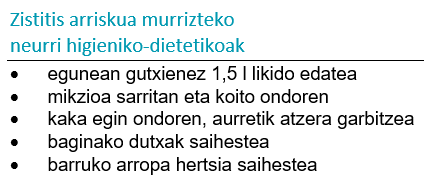 Zistitis arriskua murrizteko
neurri higieniko-dietetikoak
• egunean gutxienez 1,5 l likido edatea
• mikzioa sarritan eta koito ondoren
• kaka egin ondoren, aurretik atzera garbitzea
• baginako dutxak saihestea
• barruko arropa hertsia saihestea